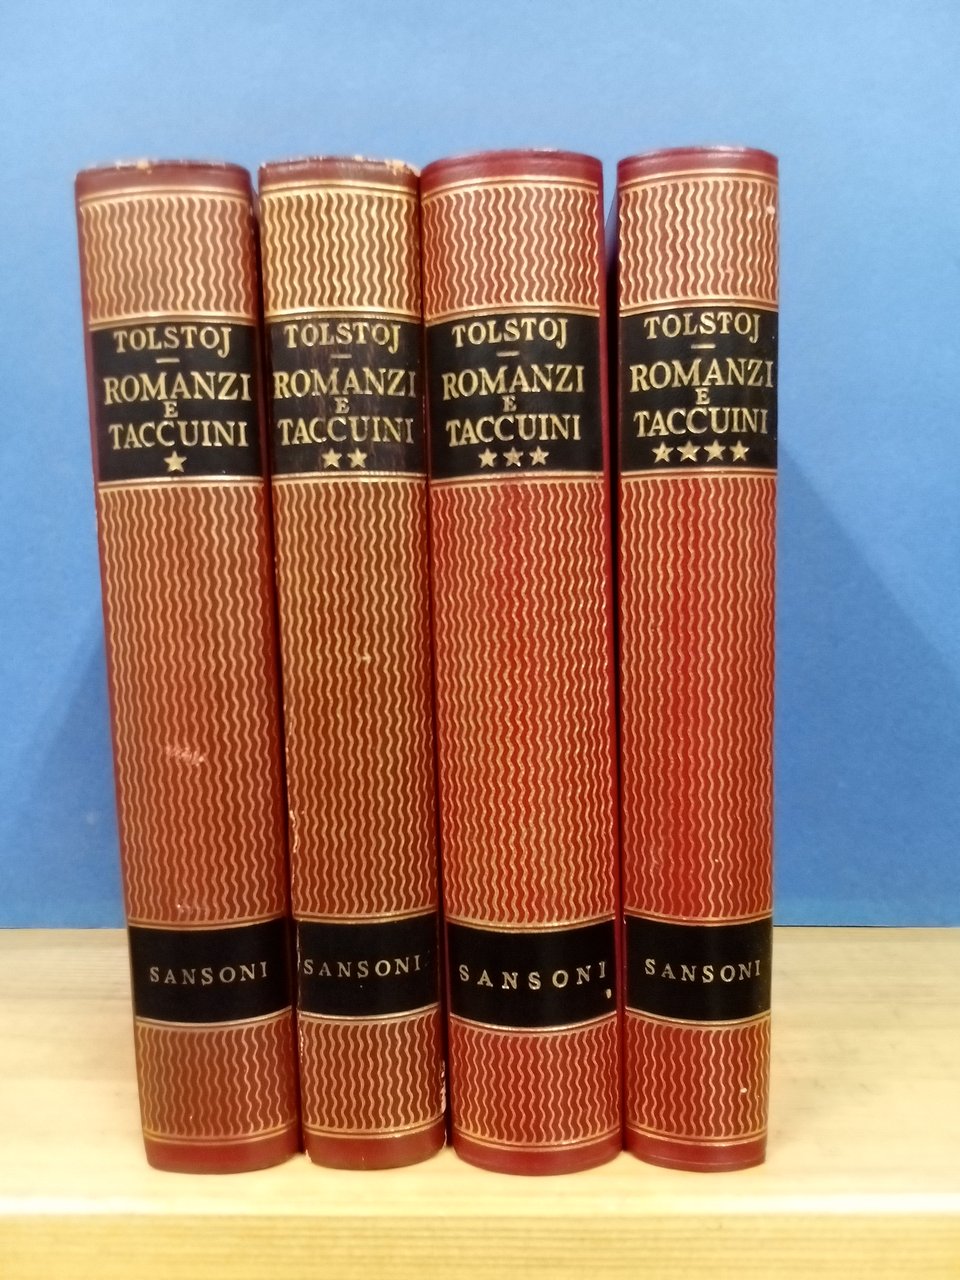 TOLSTOJ
ROMANZI
E
TACCUINI
★
SANSONI
TOLSTOJ
ROMANZI
E
TACCUINI
★★
SANSONI
TOLSTOJ
ROMANZI
E
TACCUINI
★★★
SANSONI
TOLSTOJ
ROMANZI
E
TACCUINI
★★★★
SANSONI